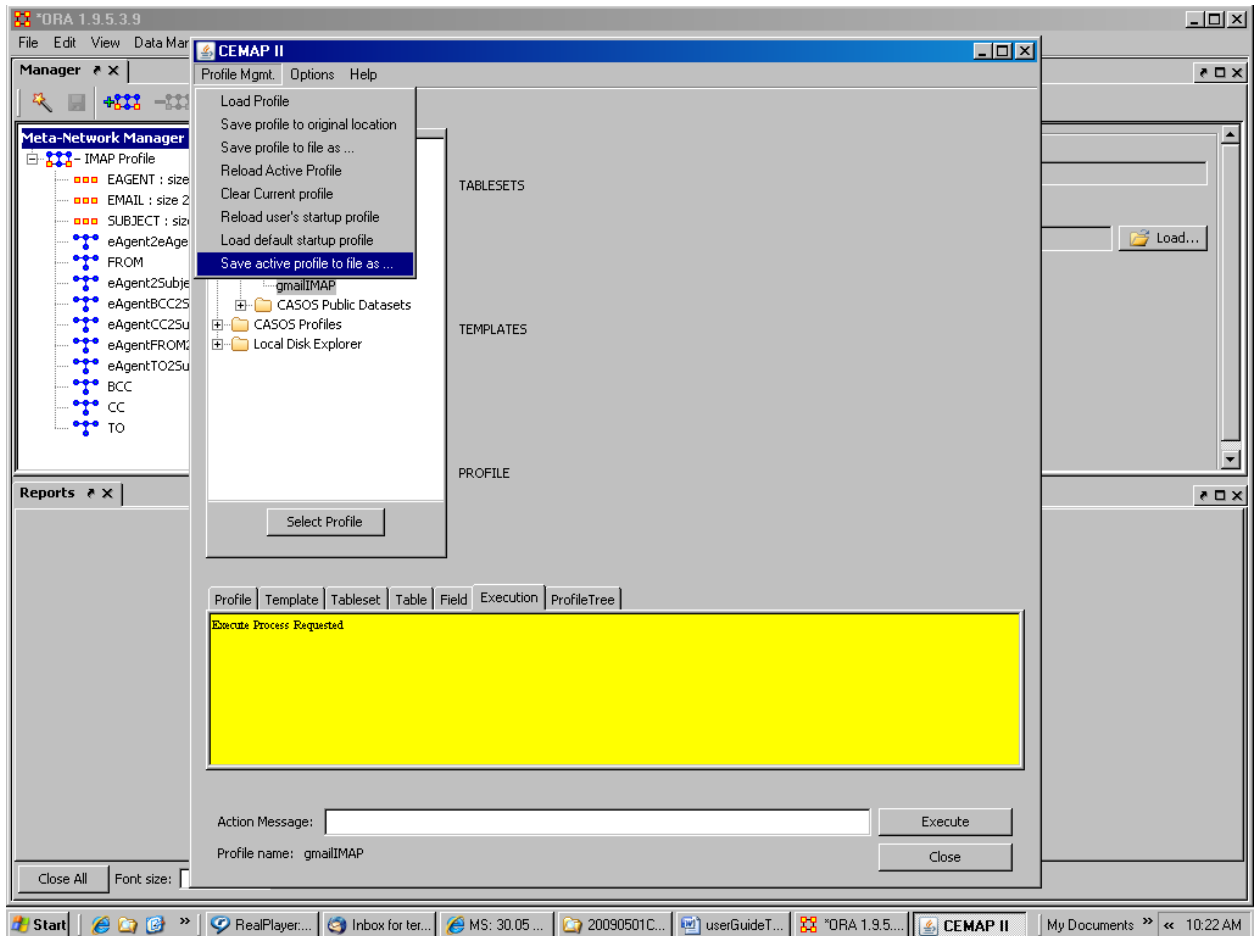 *ORA 1.9.5.3.9
File Edit View Data Mar
Manager
Meta-Network Manager
IMAP Profile
EAGENT : size
EMAIL : size 2
SUBJECT : siz
eAgent2eAge
FROM
eAgent2Subje
eAgentBCC2S
eAgentCC2Su
eAgentFROM2
eAgentTO2Su
BCC
CC
TO
Reports
Close All Font size:
CEMAP II
Profile Mgmt. Options Help
Load Profile
Save profile to original location
Save profile to file as ...
Reload Active Profile
Clear Current profile
Reload user's startup profile
Load default startup profile
Save active profile to file as ...
gmailIMAP
CASOS Public Datasets
CASOS Profiles
Local Disk Explorer
Select Profile
TABLESETS
TEMPLATES
PROFILE
Load...
Profile Template Tableset Table Field Execution ProfileTree
Execute Process Requested
Action Message:
Execute
Profile name: gmailIMAP
Close
Start » RealPlayer:... Inbox for ter... MS: 30.05 ... 20090501C... userGuideT... *ORA 1.9.5.... CEMAP II My Documents » « 10:22 AM